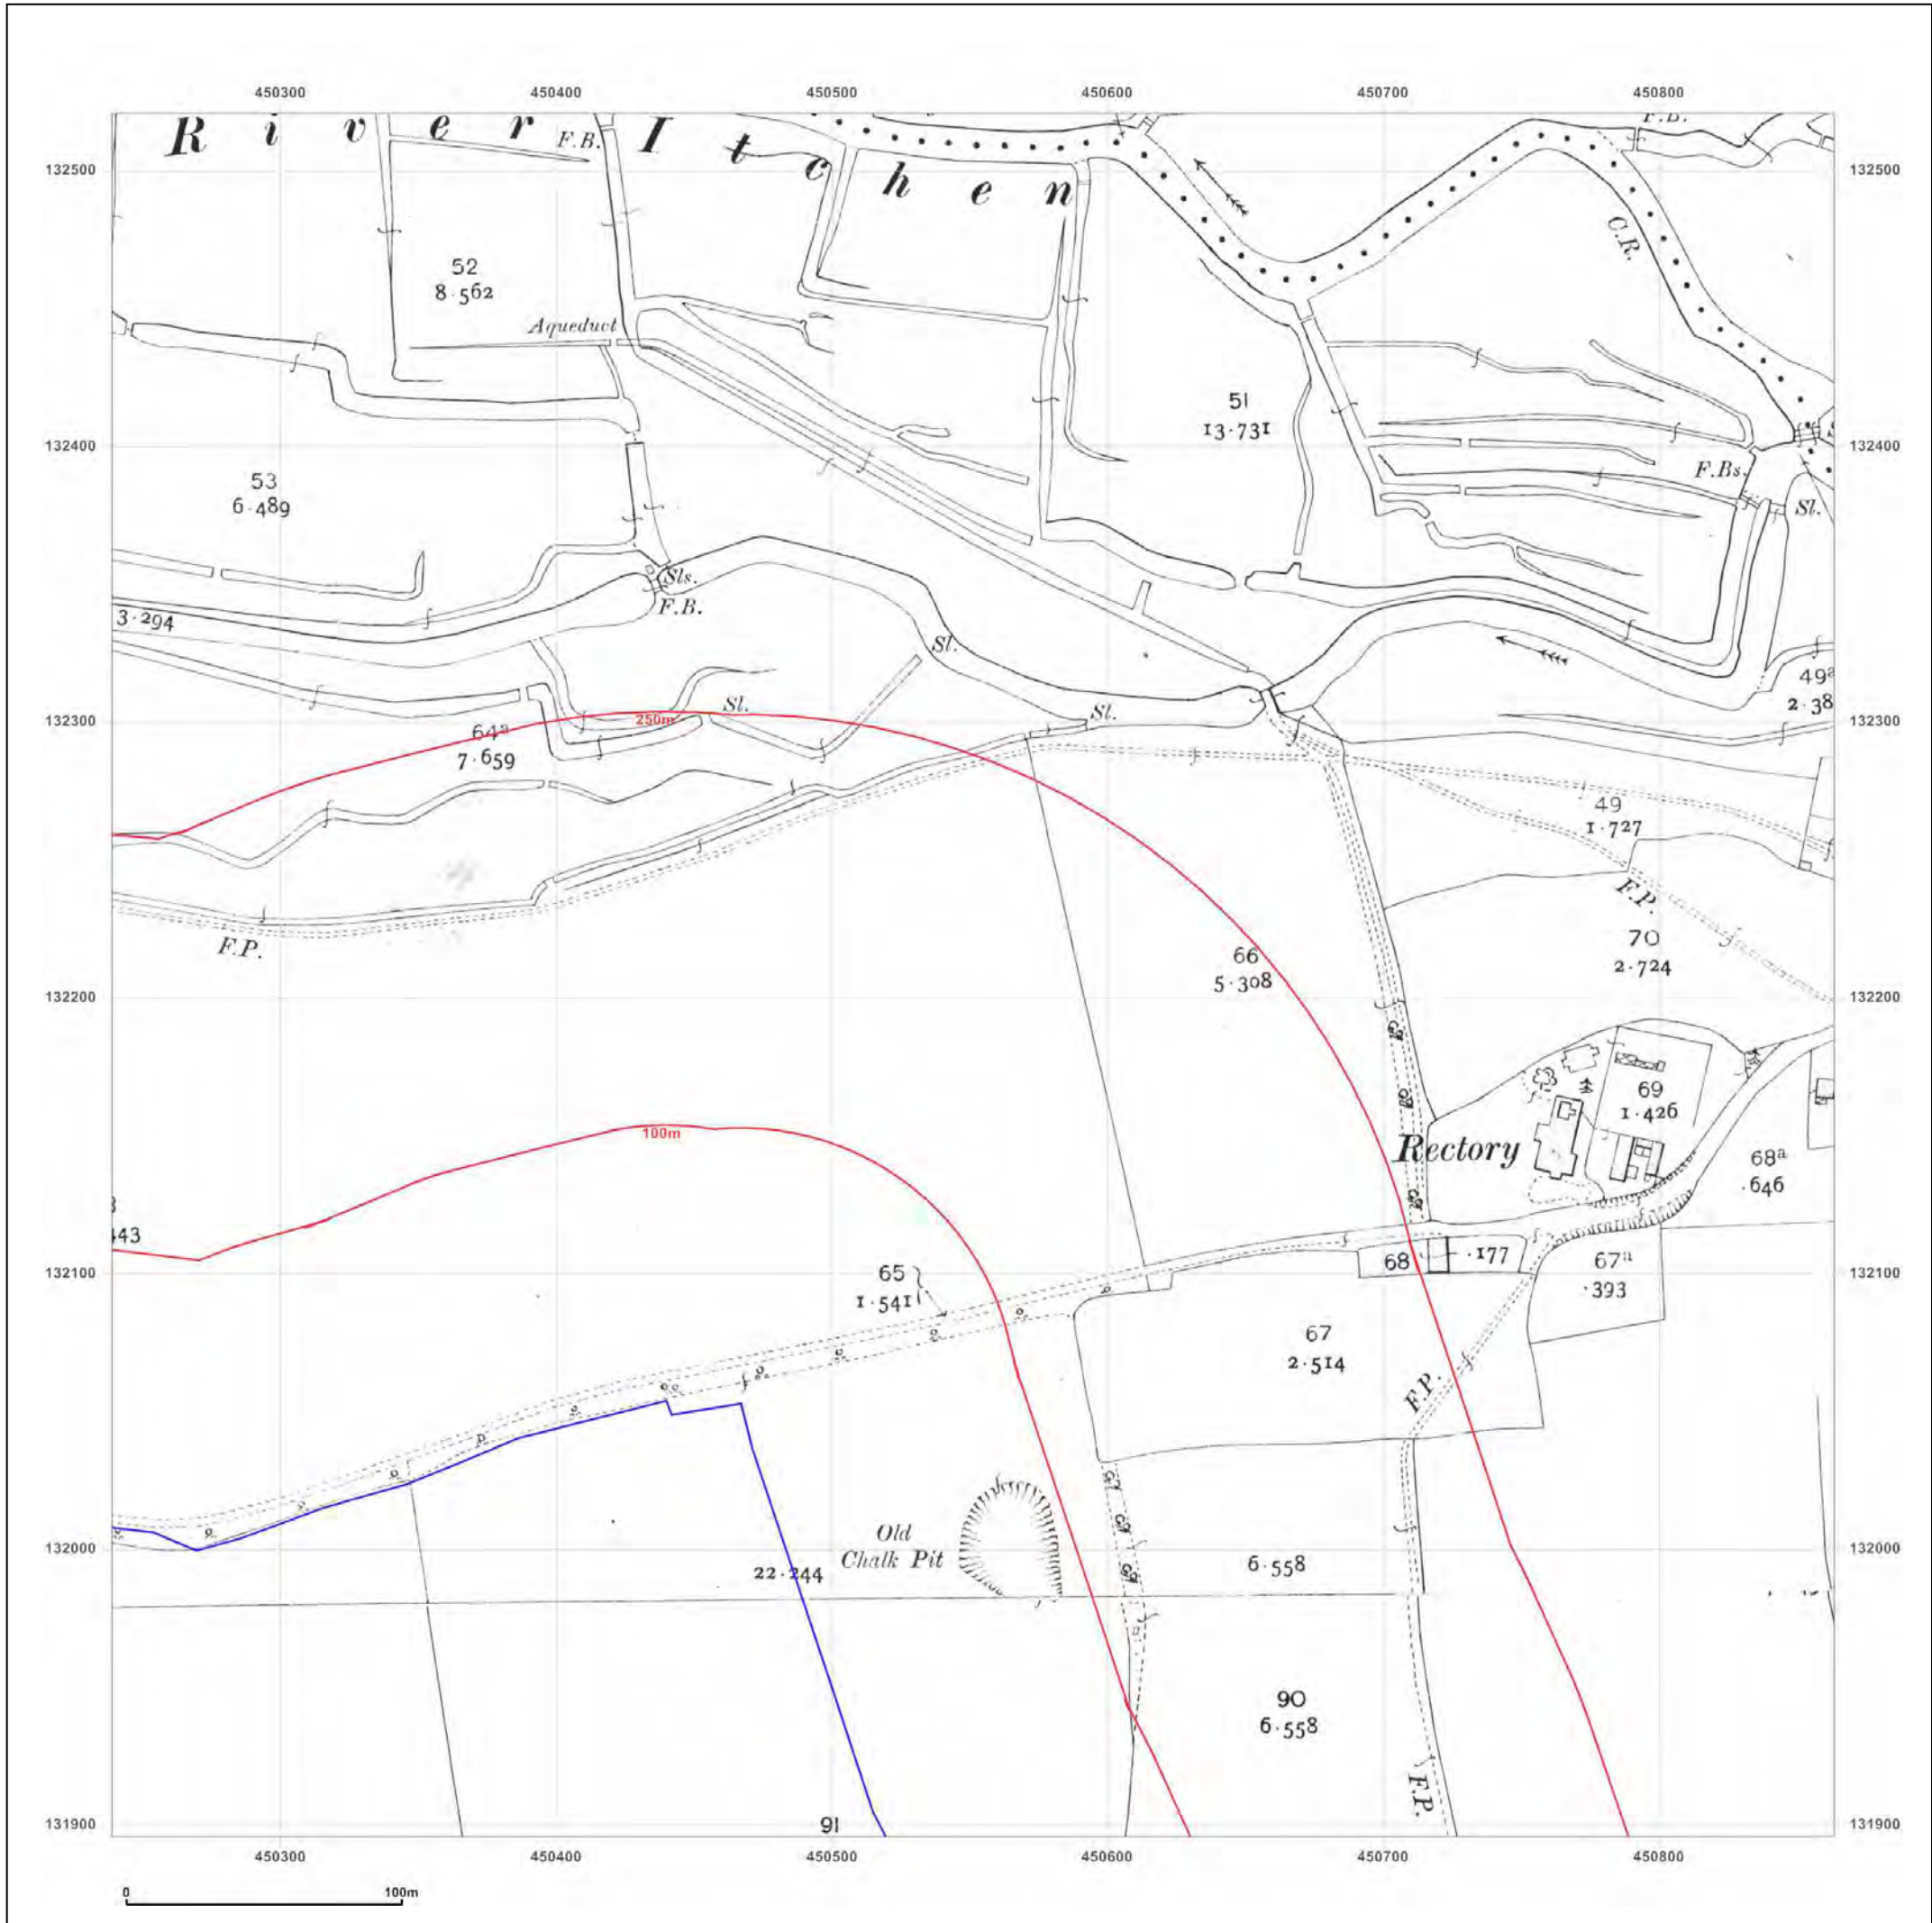 450300 450400 450500 450600 450700 450800
River Itchen
F.B.
F.B.
132500 132500
C.R.
52
8·562
Aqueduct
51
13·731
132400 132400
F.Bs.
53
6·489
Sl.
Sls.
F.B.
3·294
Sl.
49a
2·38
Sl.
Sl.
132300 132300
250m
64a
7·659
49
1·727
F.P.
F.P.
70
2·724
66
5·308
132200 132200
69
1·426
100m
Rectory
68a
·646
443
132100 132100
68 ·177
67a
·393
65
1·541
67
2·514
F.P.
Old
Chalk Pit
132000 132000
22·244
6·558
90
6·558
F.P.
131900 131900
91
450300 450400 450500 450600 450700 450800
0 100m